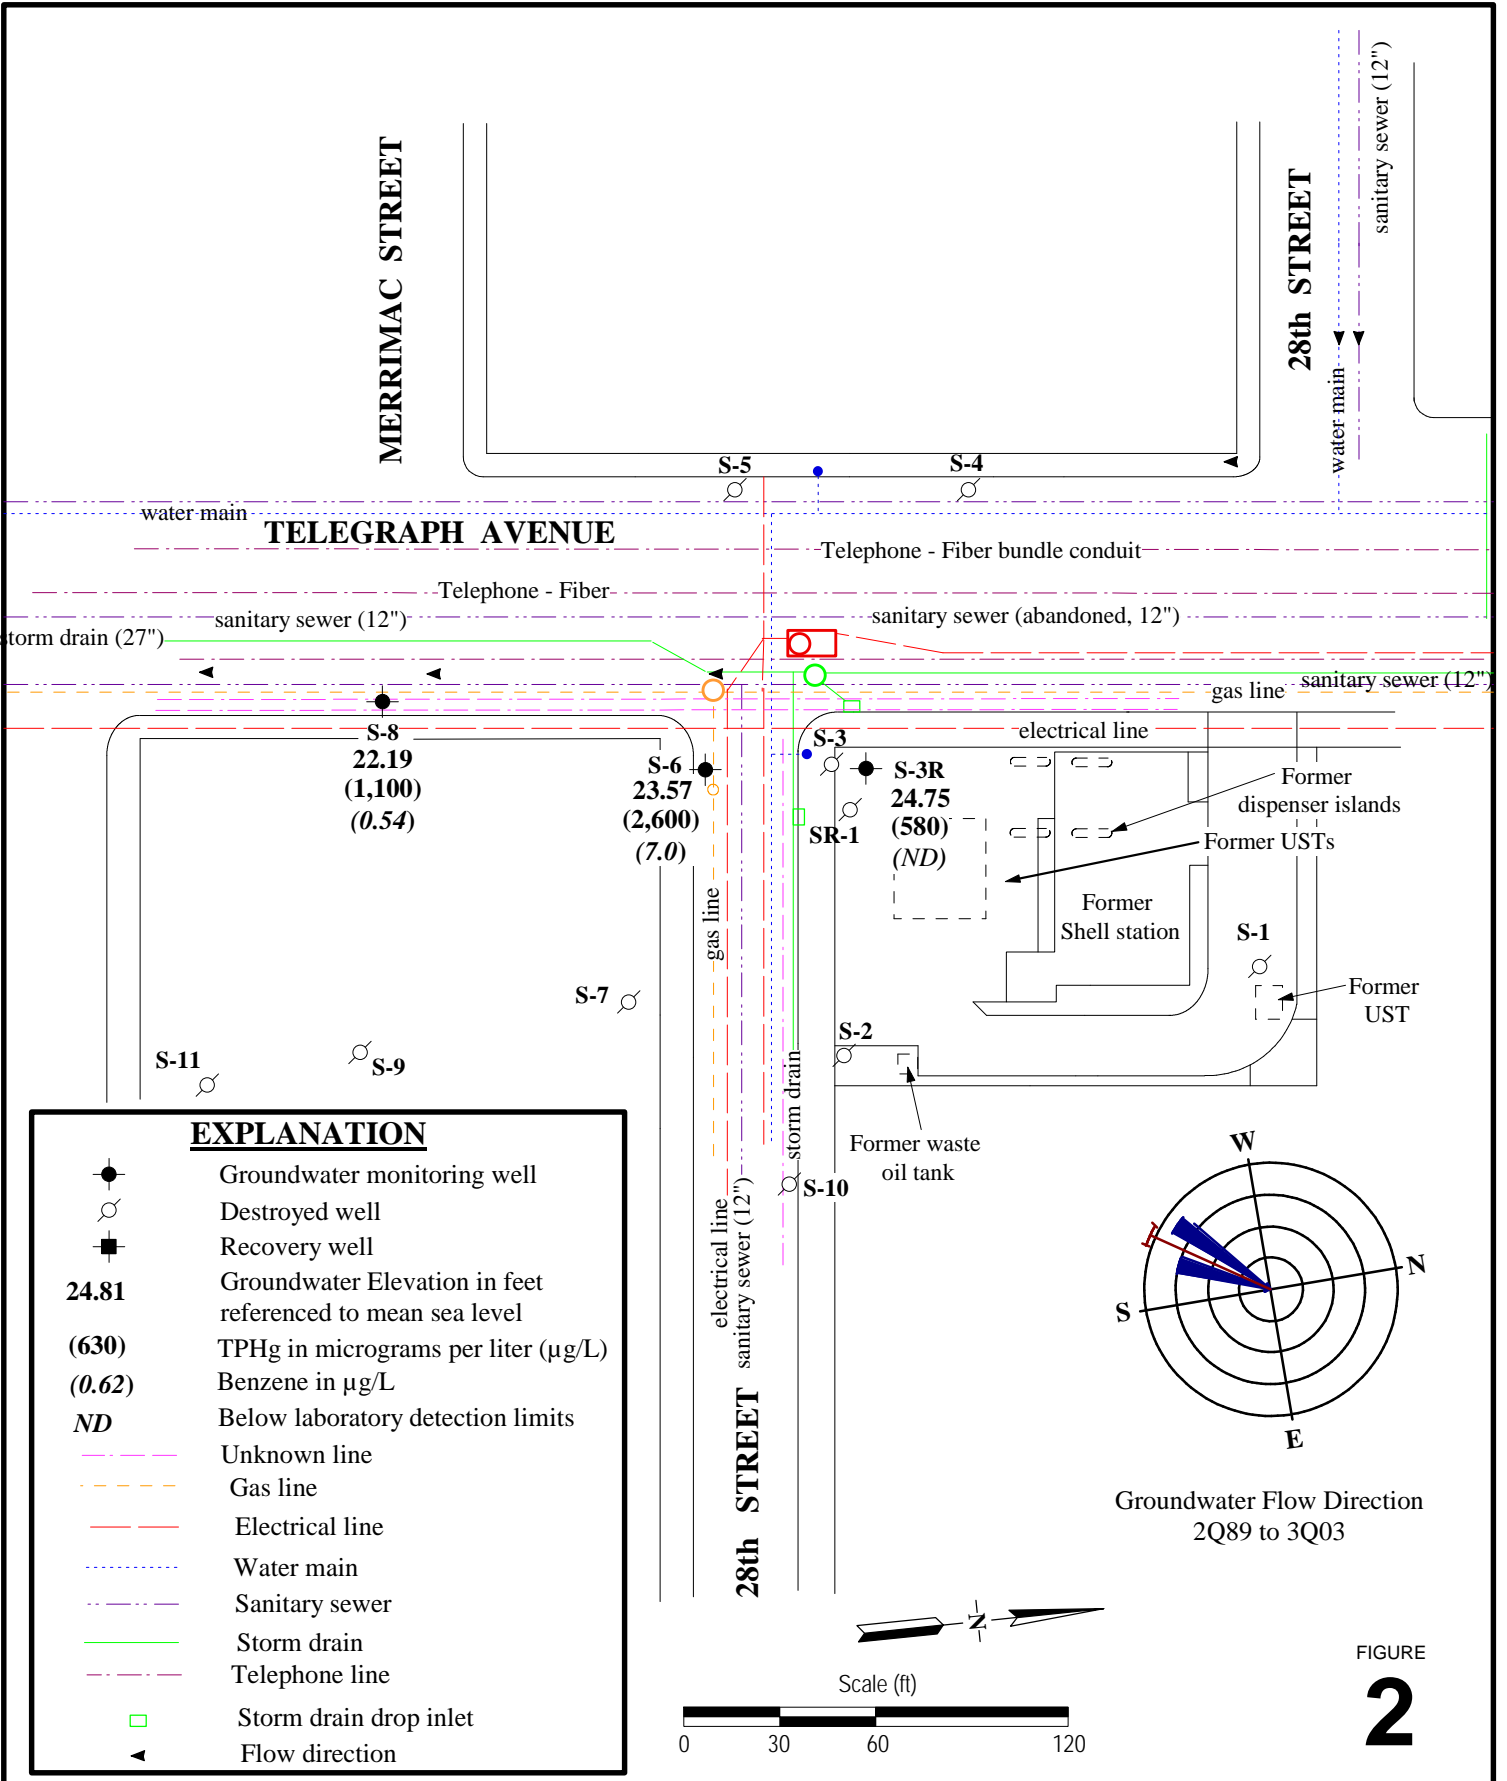 sanitary sewer (12")
MERRIMAC STREET
28th STREET
water main
S-5
S-4
water main
TELEGRAPH AVENUE
Telephone - Fiber bundle conduit
Telephone - Fiber
sanitary sewer (12")
sanitary sewer (abandoned, 12")
storm drain (27")
gas line
sanitary sewer (12")
electrical line
S-8
22.19
(1,100)
(0.54)
S-6
23.57
(2,600)
(7.0)
S-3
S-3R
24.75
(580)
(ND)
SR-1
Former
dispenser islands
Former USTs
Former
Shell station
S-1
Former
UST
gas line
S-7
S-2
S-9
S-11
storm drain
Former waste
oil tank
S-10
electrical line
sanitary sewer (12")
28th STREET
EXPLANATION
Groundwater monitoring well
Destroyed well
Recovery well
24.81 Groundwater Elevation in feet
referenced to mean sea level
(630) TPHg in micrograms per liter (µg/L)
(0.62) Benzene in µg/L
ND Below laboratory detection limits
Unknown line
Gas line
Electrical line
Water main
Sanitary sewer
Storm drain
Telephone line
Storm drain drop inlet
Flow direction
W
N
S
E
Groundwater Flow Direction
2Q89 to 3Q03
N
Scale (ft)
0 30 60 120
FIGURE
2